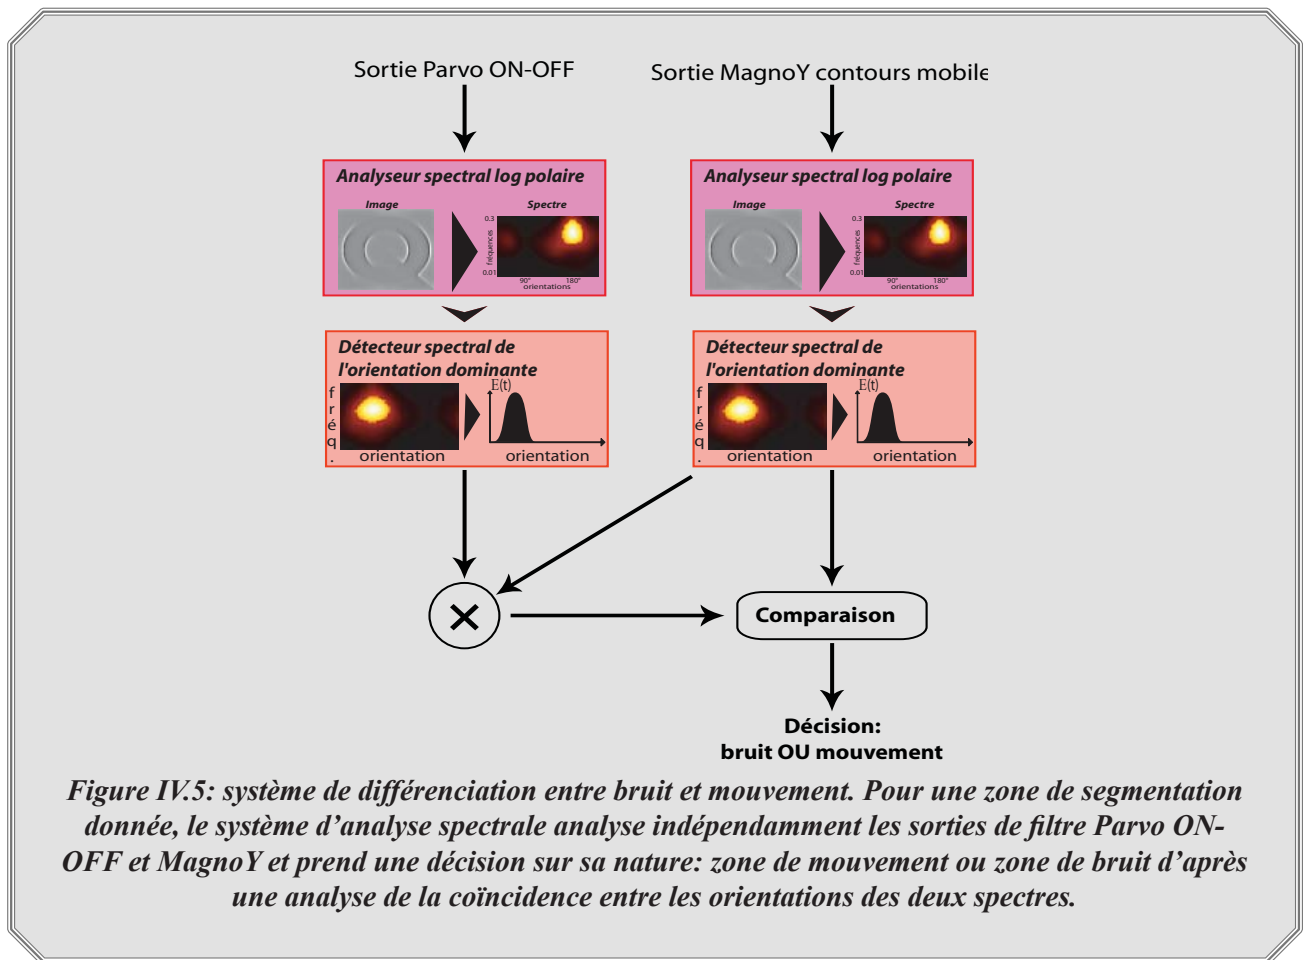 Sortie Parvo ON-OFF
Sortie MagnoY contours mobile
Analyseur spectral log polaire
Image
Spectre
0.3
fréquences
0.01
90°
180°
orientations
Analyseur spectral log polaire
Image
Spectre
0.3
fréquences
0.01
90°
180°
orientations
Détecteur spectral de
l'orientation dominante
E(t)
fréq.
orientation
orientation
Détecteur spectral de
l'orientation dominante
E(t)
fréq.
orientation
orientation
×
Comparaison
Décision:
bruit OU mouvement
Figure IV.5: système de différenciation entre bruit et mouvement. Pour une zone de segmentation
donnée, le système d’analyse spectrale analyse indépendamment les sorties de filtre Parvo ON-
OFF et MagnoY et prend une décision sur sa nature: zone de mouvement ou zone de bruit d’après
une analyse de la coïncidence entre les orientations des deux spectres.